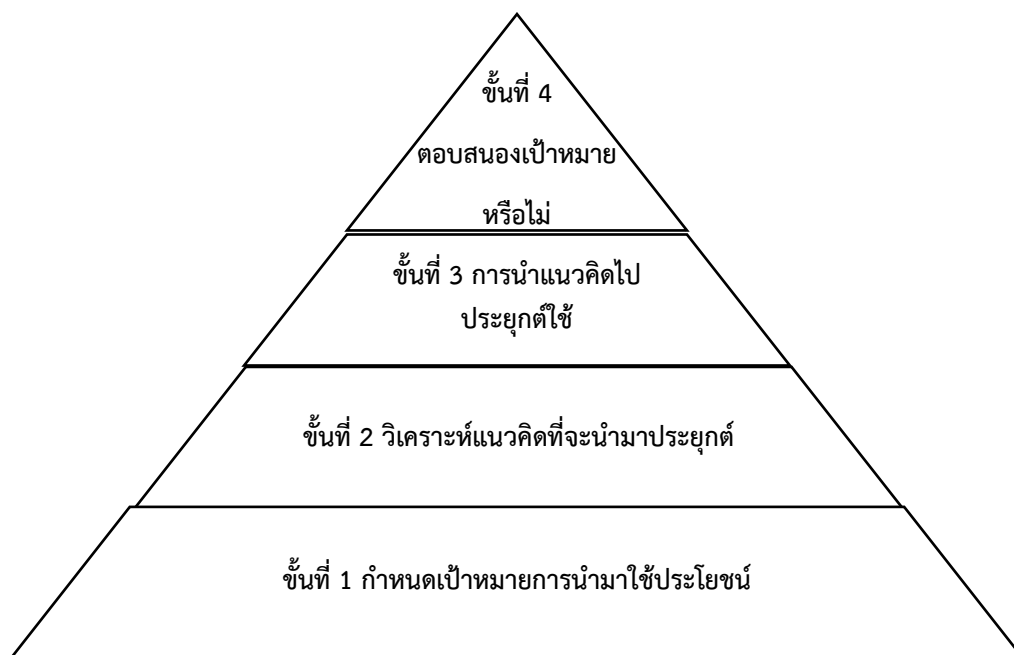 ขั้นที่ 4
ตอบสนองเป้าหมาย
หรือไม่
ขั้นที่ 3 การนำแนวคิดไป
ประยุกต์ใช้
ขั้นที่ 2 วิเคราะห์แนวคิดที่จะนำมาประยุกต์
ขั้นที่ 1 กำหนดเป้าหมายการนำมาใช้ประโยชน์